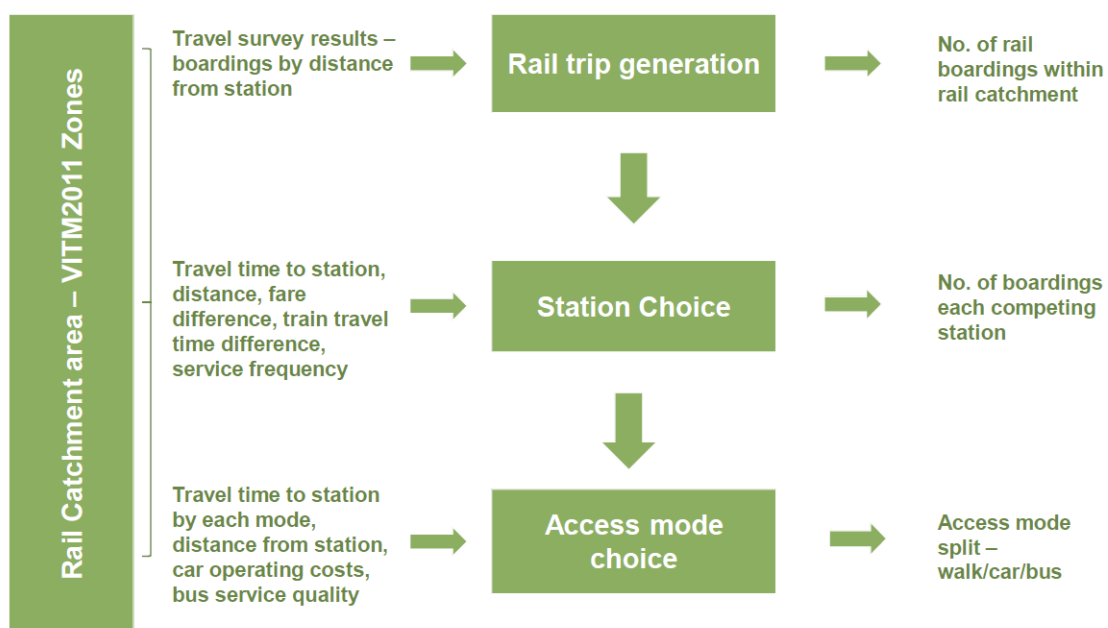 Rail Catchment area – VITM2011 Zones
Travel survey results –
boardings by distance
from station
Rail trip generation
No. of rail
boardings within
rail catchment
Travel time to station,
distance, fare
difference, train travel
time difference,
service frequency
Station Choice
No. of boardings
each competing
station
Travel time to station
by each mode,
distance from station,
car operating costs,
bus service quality
Access mode
choice
Access mode
split –
walk/car/bus